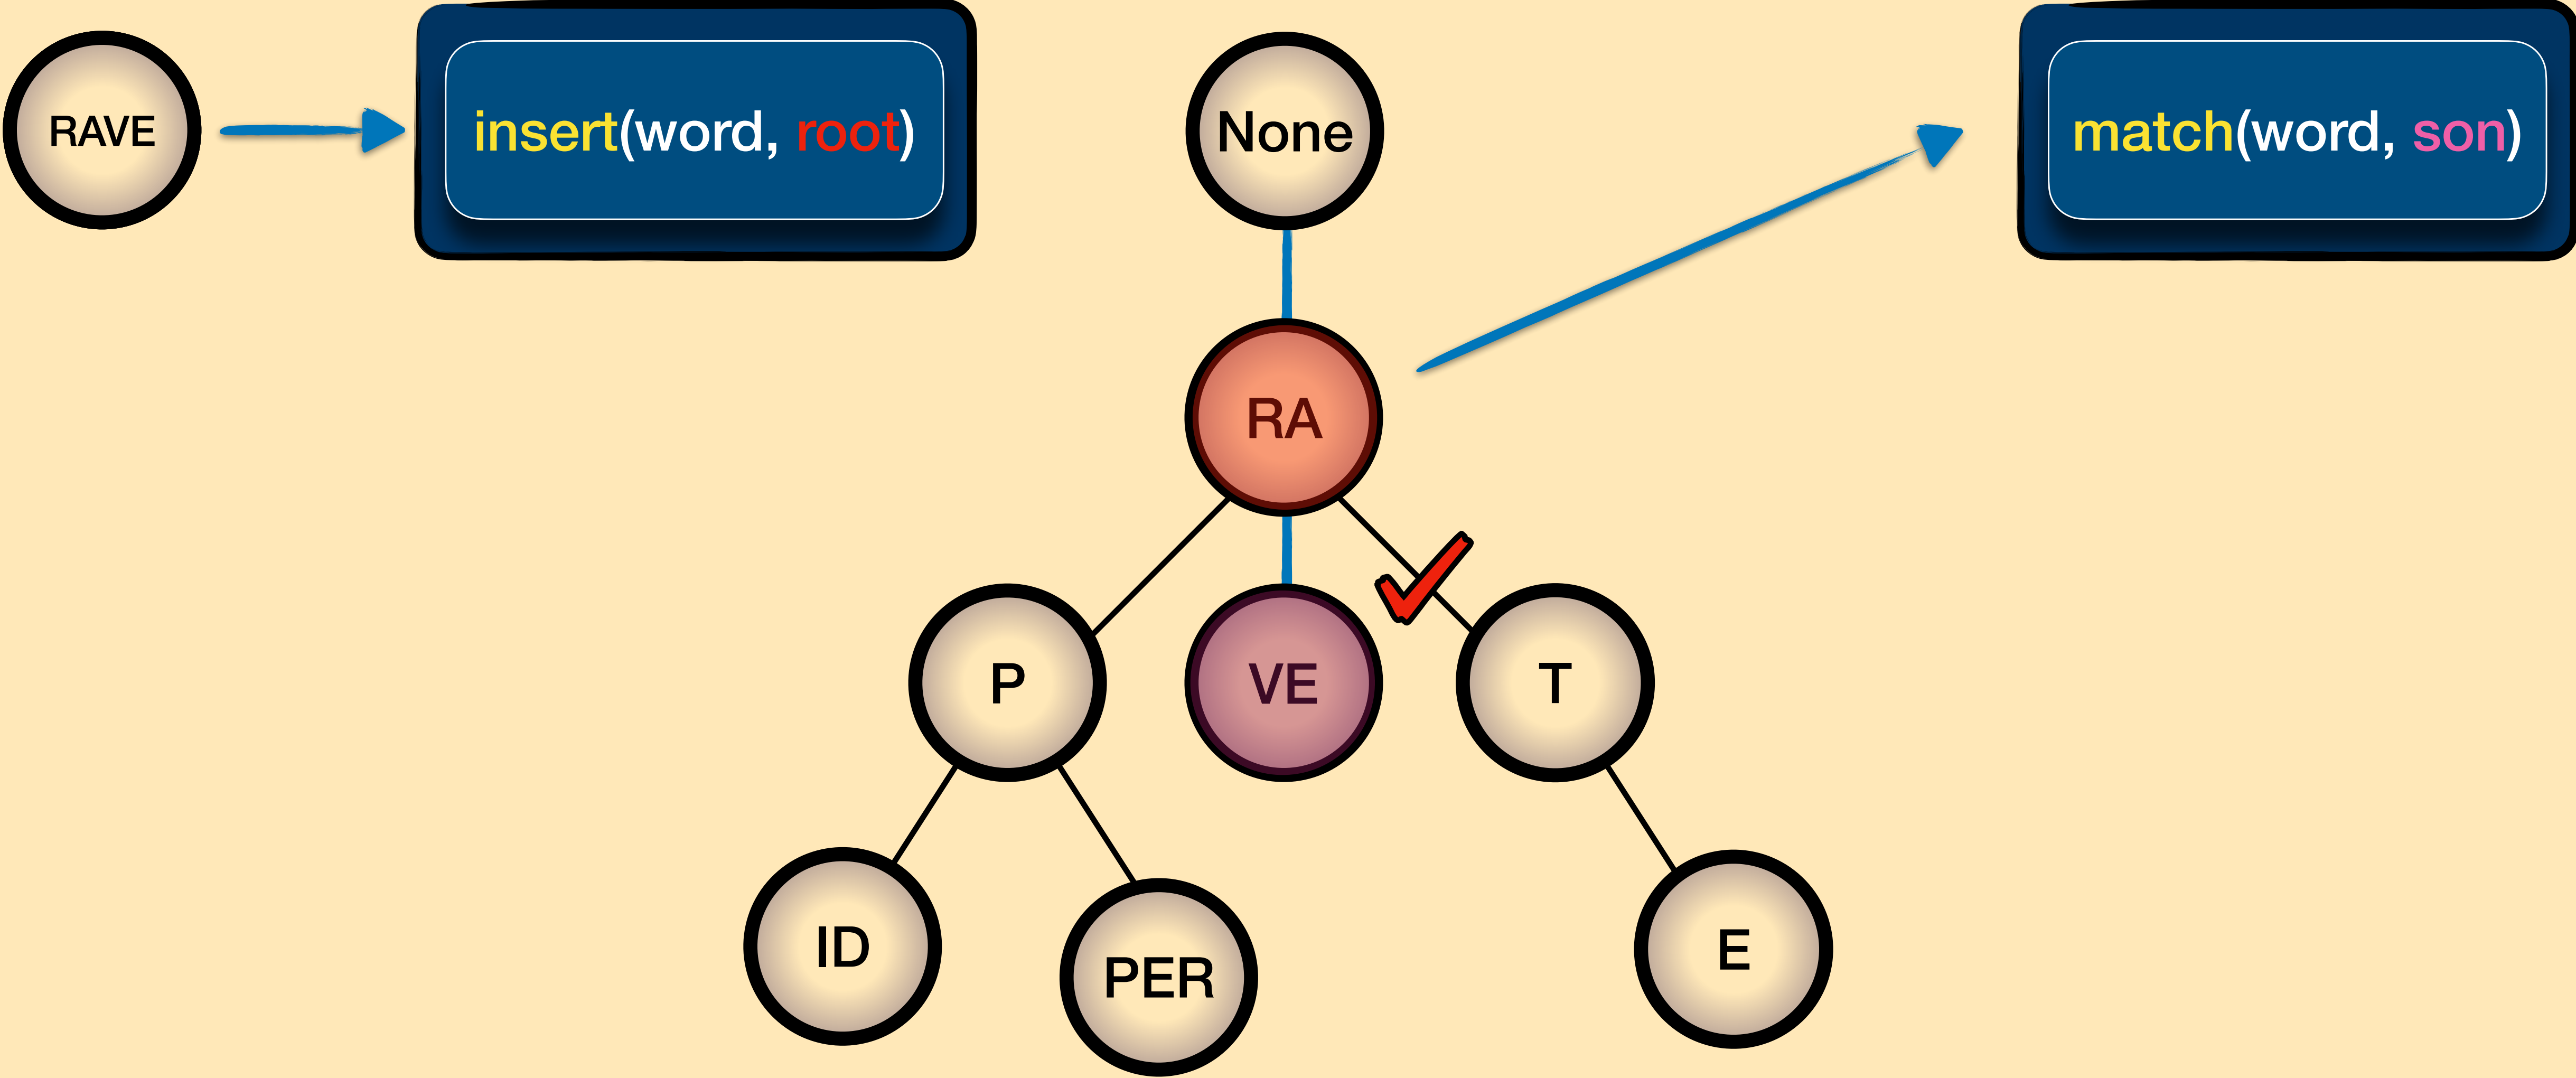 RAVE
insert(word, root)
None
match(word, son)
RA
P
VE
T
ID
PER
E